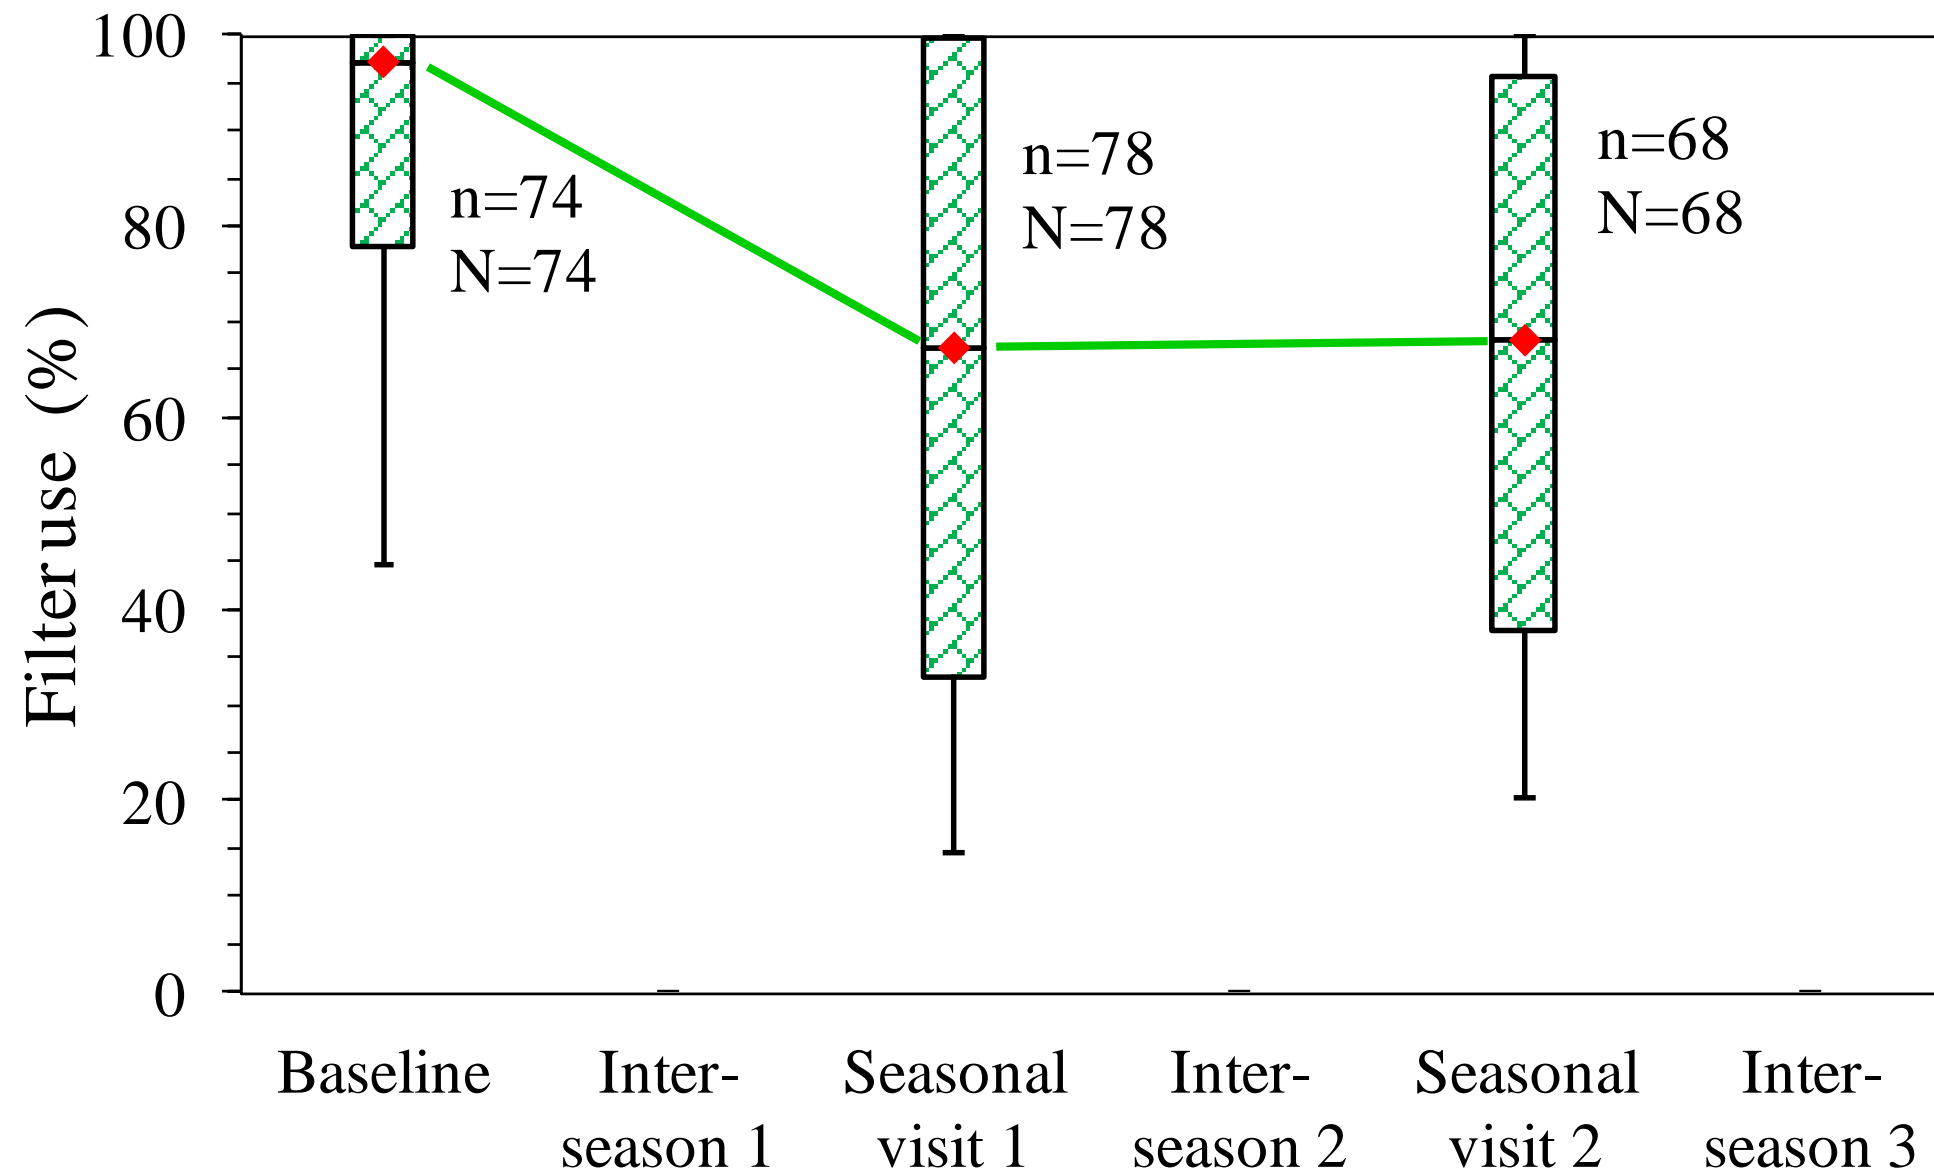 Filter use (%)
100
80
60
40
20
0
n=74
N=74
n=78
N=78
n=68
N=68
Baseline
Inter-
season 1
Seasonal
visit 1
Inter-
season 2
Seasonal
visit 2
Inter-
season 3